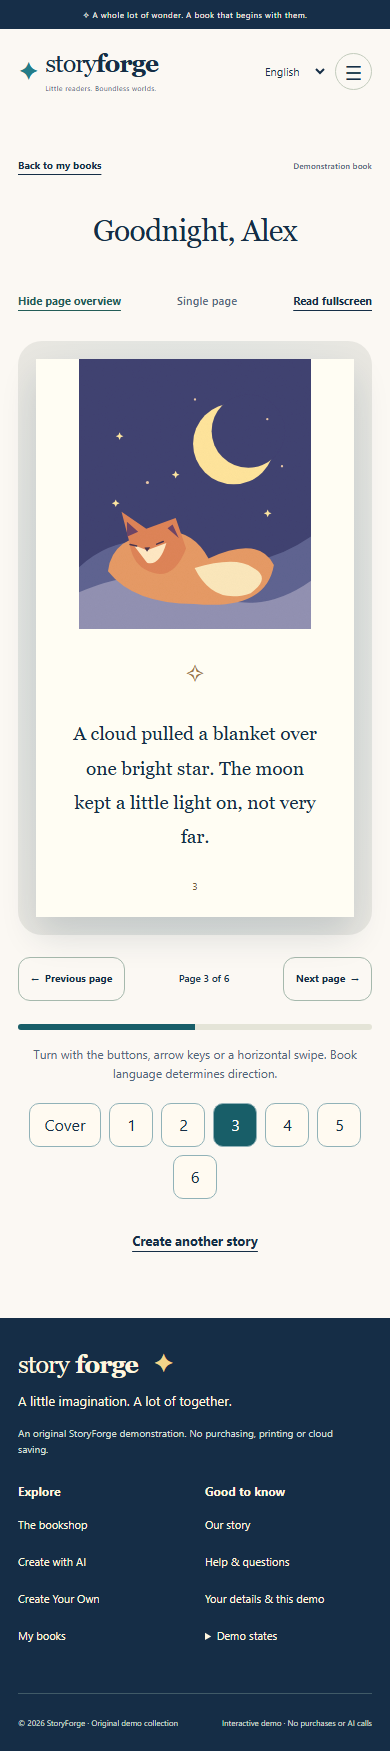 ✧ A whole lot of wonder. A book that begins with them.
storyforge
Little readers. Boundless worlds.
English
Back to my books
Demonstration book
Goodnight, Alex
Hide page overview
Single page
Read fullscreen
A cloud pulled a blanket over
one bright star. The moon
kept a little light on, not very
far.
3
← Previous page
Page 3 of 6
Next page →
Turn with the buttons, arrow keys or a horizontal swipe. Book
language determines direction.
Cover 1 2 3 4 5
6
Create another story
story forge
A little imagination. A lot of together.
An original StoryForge demonstration. No purchasing, printing or cloud
saving.
Explore
The bookshop
Create with AI
Create Your Own
My books
Good to know
Our story
Help & questions
Your details & this demo
▶ Demo states
© 2026 StoryForge · Original demo collection
Interactive demo · No purchases or AI calls